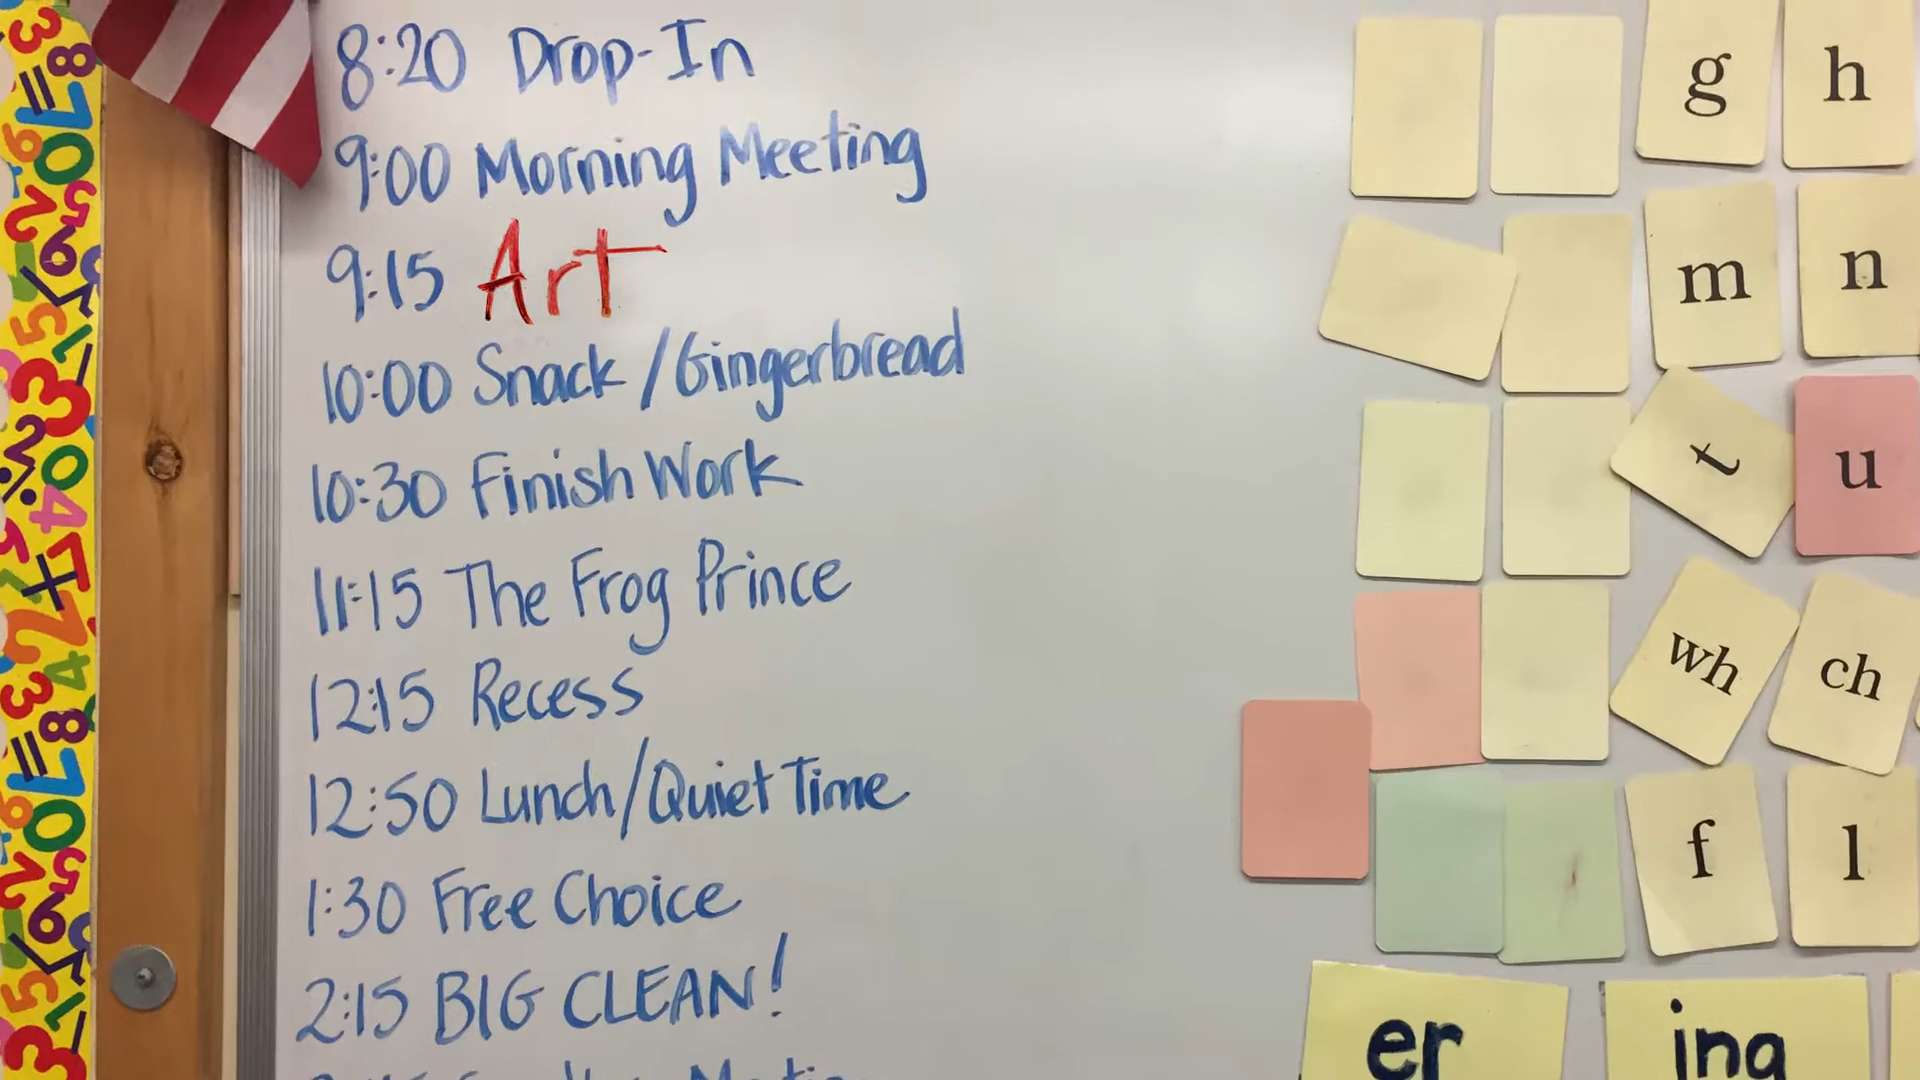 8:20 Drop-In
9:00 Morning Meeting
9:15 Art
10:00 Snack/Gingerbread
10:30 Finish Work
11:15 The Frog Prince
12:15 Recess
12:50 Lunch/Quiet Time
1:30 Free Choice
2:15 BIG CLEAN!
g h
m n
t u
wh ch
f l
er ing